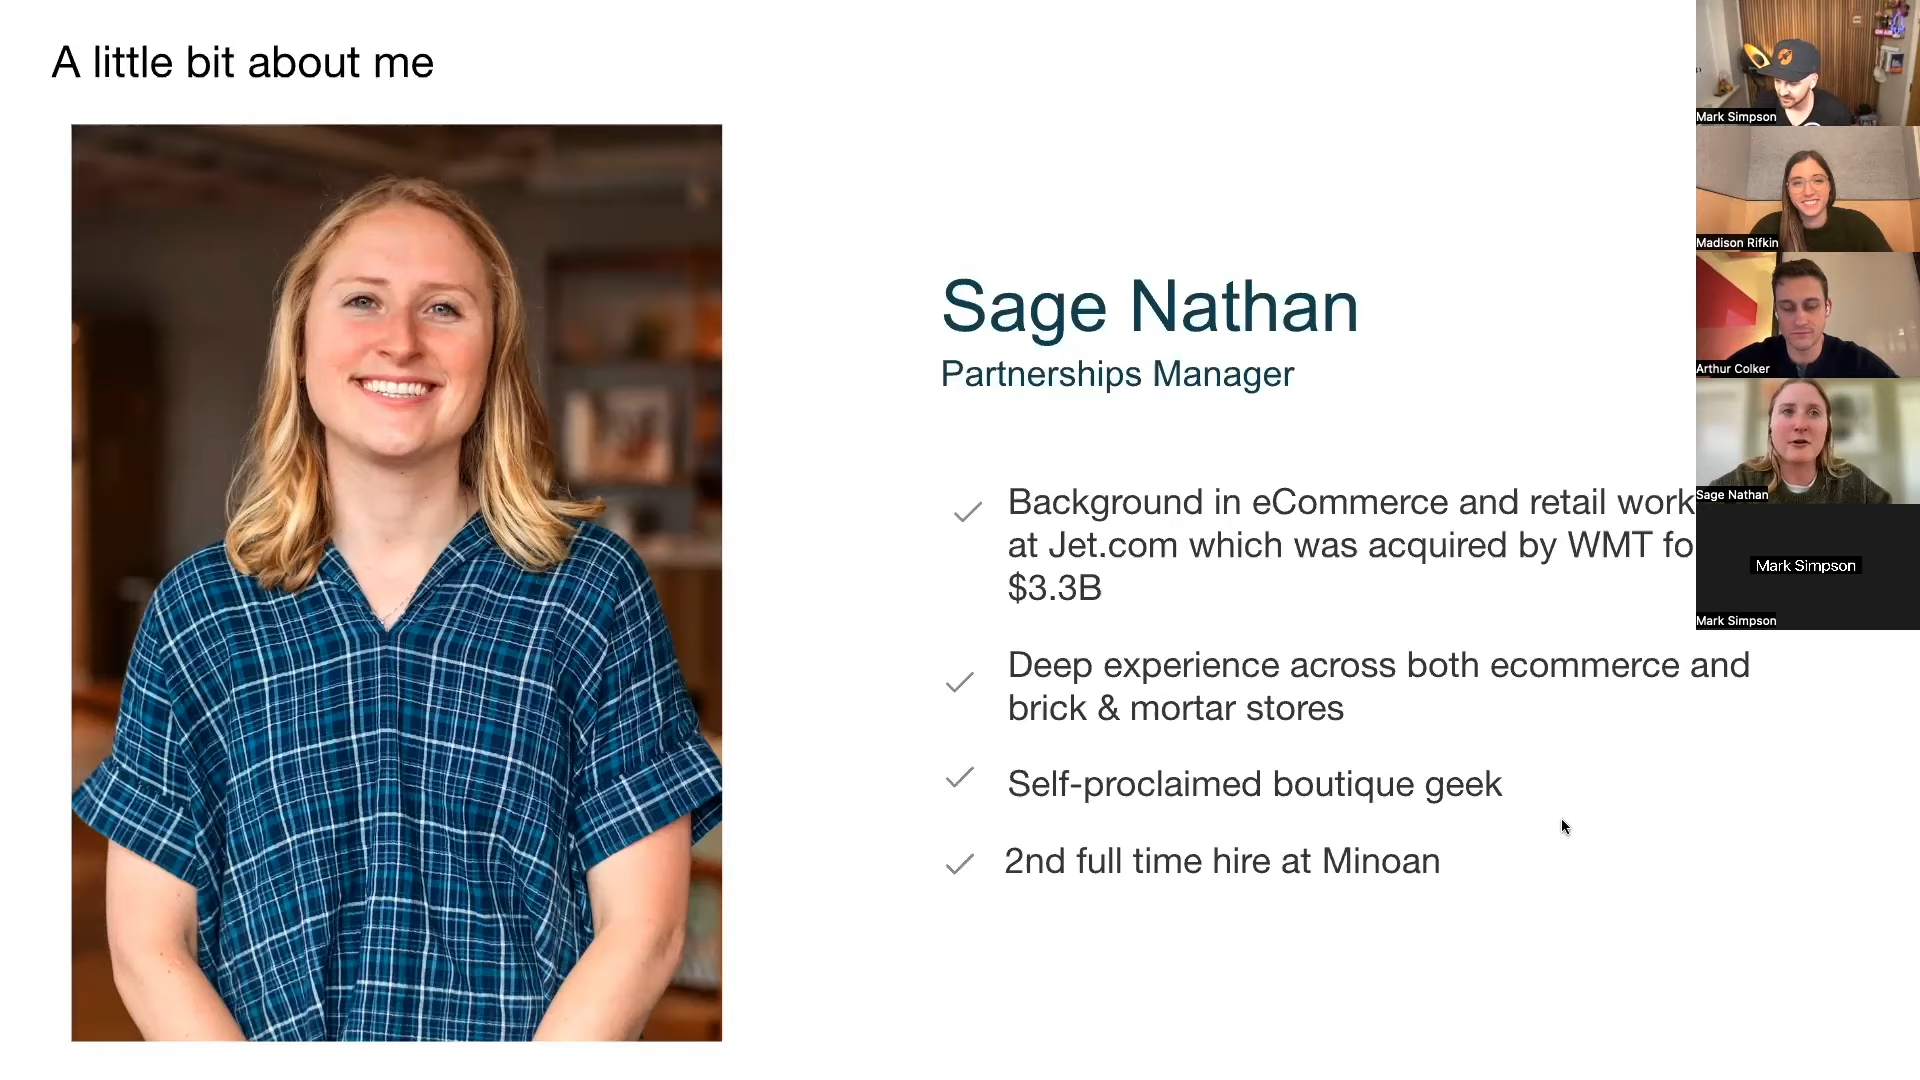 A little bit about me
Sage Nathan
Partnerships Manager
Background in eCommerce and retail work
at Jet.com which was acquired by WMT fo
$3.3B
Deep experience across both ecommerce and
brick & mortar stores
Self-proclaimed boutique geek
2nd full time hire at Minoan
Mark Simpson
Madison Rifkin
Arthur Colker
Sage Nathan
Mark Simpson
Mark Simpson